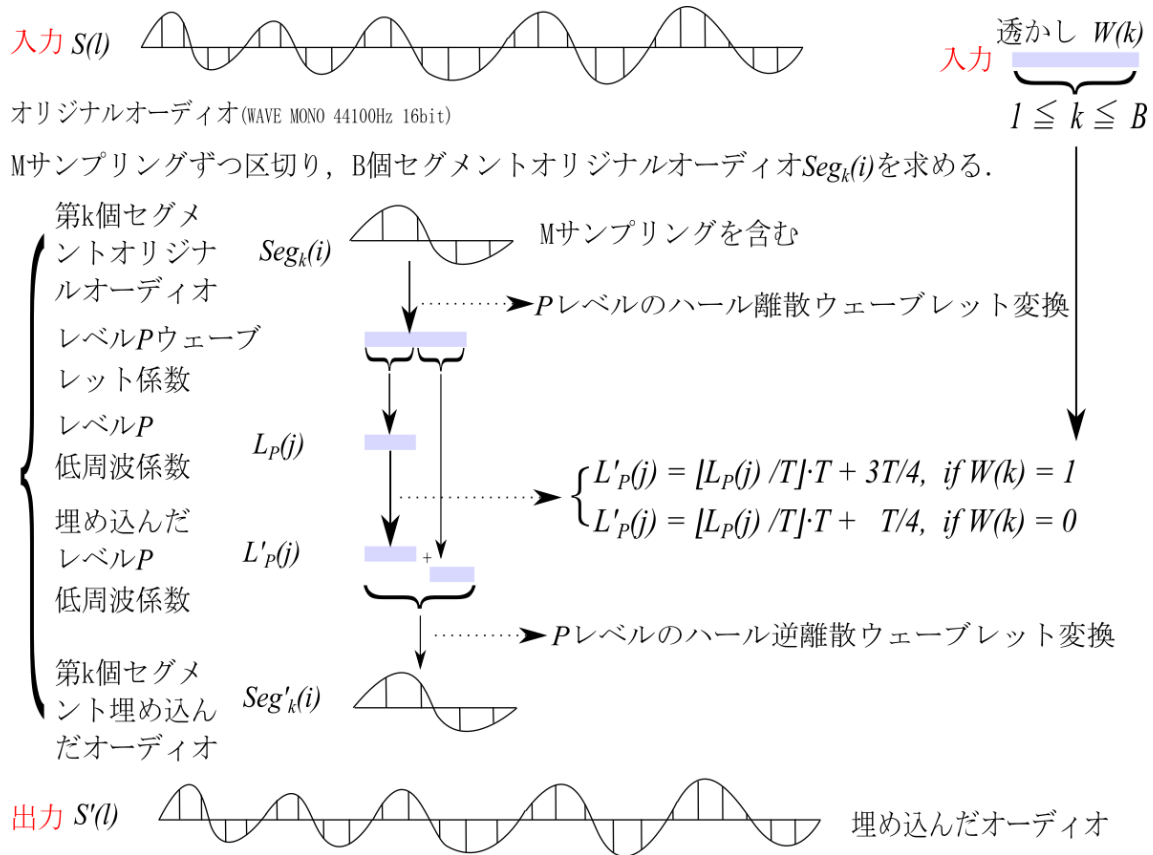 入力 S(l)
透かし W(k)
入力
1 ≦ k ≦ B
オリジナルオーディオ(WAVE MONO 44100Hz 16bit)
Mサンプリングずつ区切り，B個セグメントオリジナルオーディオSegk(i)を求める．
第k個セグメ
ントオリジナ
ルオーディオ
Segk(i)
Mサンプリングを含む
Pレベルのハール離散ウェーブレット変換
レベルPウェーブ
レット係数
レベルP
低周波係数
LP(j)
L'P(j) = ⌊LP(j) /T⌋·T + 3T/4, if W(k) = 1
L'P(j) = ⌊LP(j) /T⌋·T + T/4, if W(k) = 0
埋め込んだ
レベルP
低周波係数
L'P(j)
+
Pレベルのハール逆離散ウェーブレット変換
第k個セグメ
ント埋め込ん
だオーディオ
Seg'k(i)
出力 S'(l)
埋め込んだオーディオ